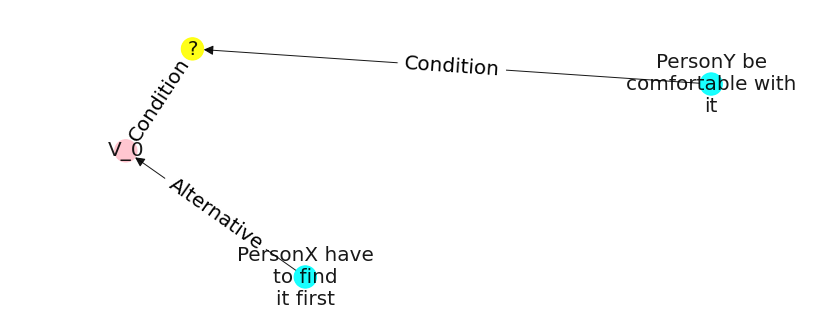 ?
Condition
PersonY be
comfortable with
it
Condition
V_0
Alternative
PersonX have
to find
it first